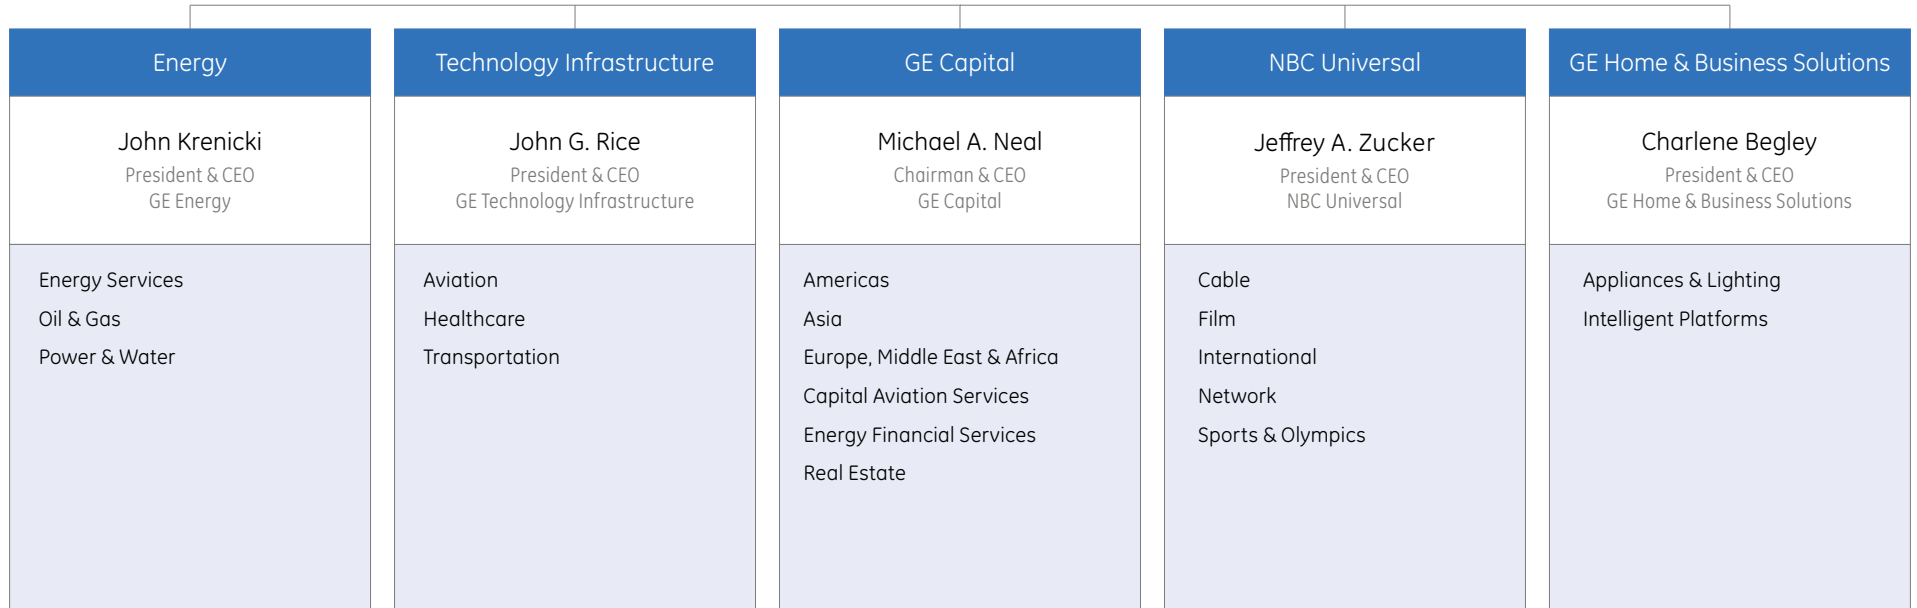 Energy
John Krenicki
President & CEO
GE Energy
Energy Services
Oil & Gas
Power & Water
Technology Infrastructure
John G. Rice
President & CEO
GE Technology Infrastructure
Aviation
Healthcare
Transportation
GE Capital
Michael A. Neal
Chairman & CEO
GE Capital
Americas
Asia
Europe, Middle East & Africa
Capital Aviation Services
Energy Financial Services
Real Estate
NBC Universal
Jeffrey A. Zucker
President & CEO
NBC Universal
Cable
Film
International
Network
Sports & Olympics
GE Home & Business Solutions
Charlene Begley
President & CEO
GE Home & Business Solutions
Appliances & Lighting
Intelligent Platforms